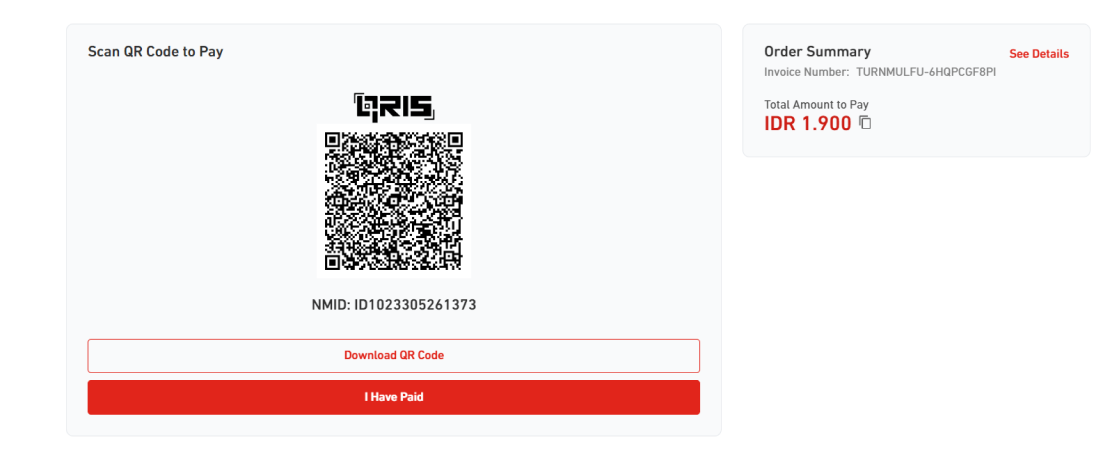 Scan QR Code to Pay
QRIS
NMID: ID1023305261373
Download QR Code
I Have Paid
Order Summary
See Details
Invoice Number: TURNMULFU-6HQPCGF8PI
Total Amount to Pay
IDR 1.900